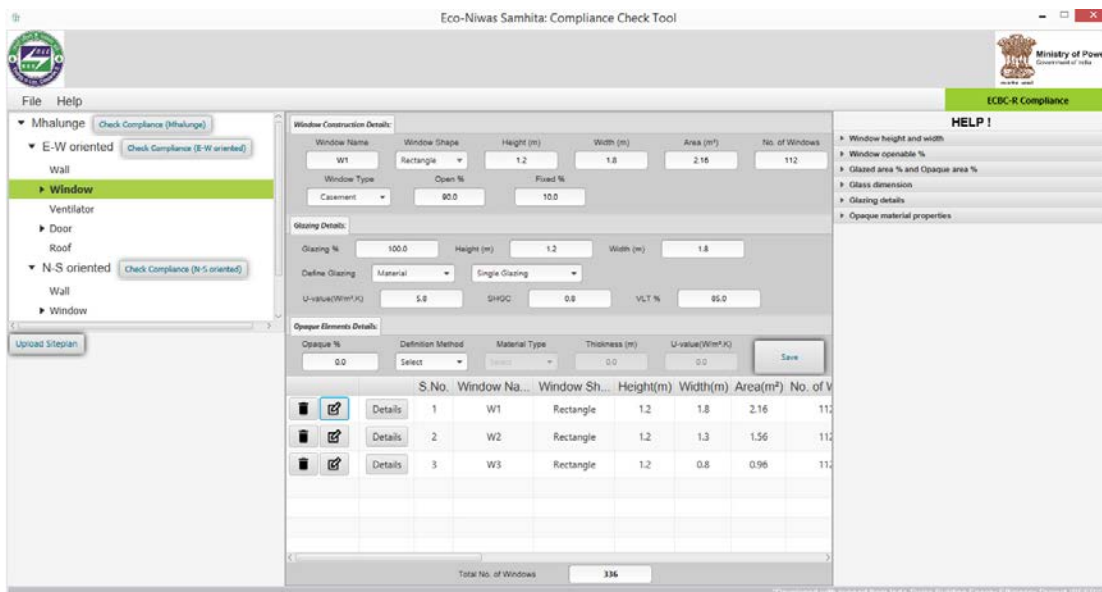 Eco-Niwas Samhita: Compliance Check Tool
Ministry of Powe
Government of India
File Help
ECBC-R Compliance
Mhalunge Check Compliance (Mhalunge)
E-W oriented Check Compliance (E-W oriented)
Wall
Window
Ventilator
Door
Roof
N-S oriented Check Compliance (N-S oriented)
Wall
Window
Upload Siteplan
Window Construction Details:
Window Name Window Shape Height (m) Width (m) Area (m²) No. of Windows
W1 Rectangle 1.2 1.8 2.16 112
Window Type Open % Fixed %
Casement 90.0 10.0
Glazing Details:
Glazing % 100.0 Height (m) 1.2 Width (m) 1.8
Define Glazing Material Single Glazing
U-value(W/m².K) 5.8 SHGC 0.8 VLT % 85.0
Opaque Elements Details:
Opaque % Definition Method Material Type Thickness (m) U-value(W/m².K)
0.0 Select Select 0.0 0.0 Save
S.No. Window Na... Window Sh... Height(m) Width(m) Area(m²) No. of W
Details 1 W1 Rectangle 1.2 1.8 2.16 112
Details 2 W2 Rectangle 1.2 1.3 1.56 112
Details 3 W3 Rectangle 1.2 0.8 0.96 112
Total No. of Windows 336
HELP !
Window height and width
Window openable %
Glazed area % and Opaque area %
Glass dimension
Glazing details
Opaque material properties